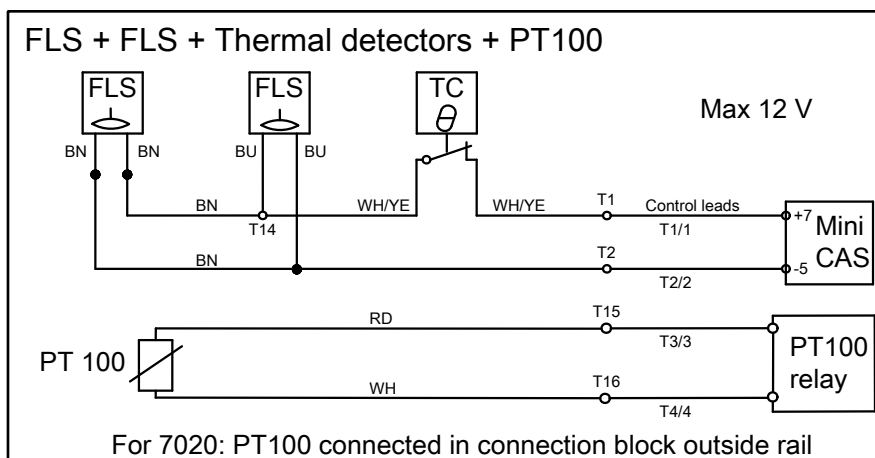 FLS + FLS + Thermal detectors + PT100
FLS
FLS
TC
Max 12 V
BN
BN
BU
BU
BN
WH/YE
WH/YE
T1
Control leads
+7
Mini
CAS
T14
T1/1
BN
T2
-5
T2/2
RD
T15
T3/3
PT 100
PT100
relay
WH
T16
T4/4
For 7020: PT100 connected in connection block outside rail